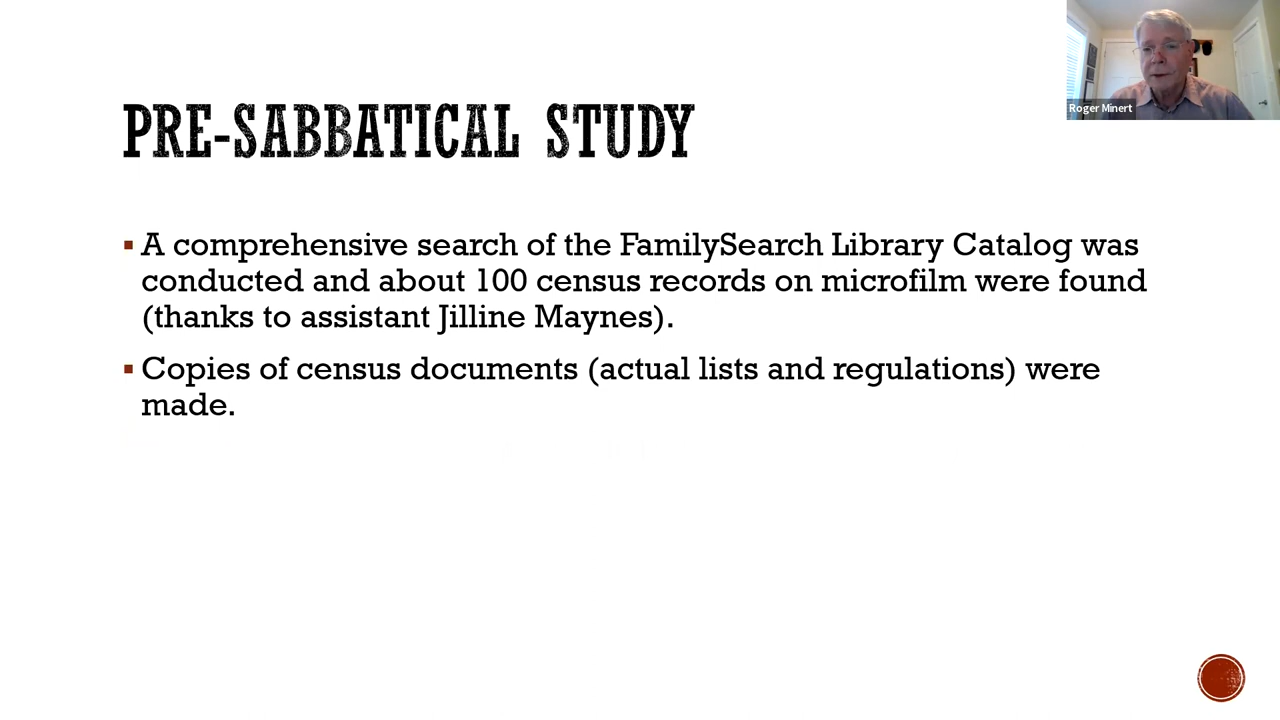 Roger Minert
PRE-SABBATICAL STUDY
▪ A comprehensive search of the FamilySearch Library Catalog was
conducted and about 100 census records on microfilm were found
(thanks to assistant Jilline Maynes).
▪ Copies of census documents (actual lists and regulations) were
made.